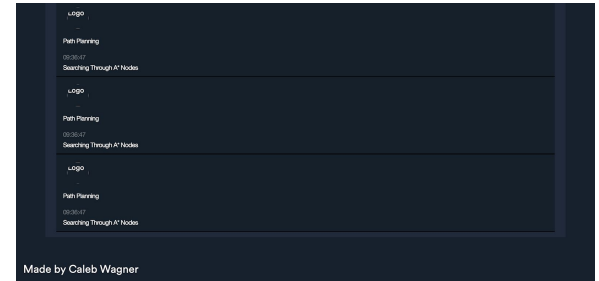 Logo
Path Planning
09:36:47
Searching Through A* Nodes
Logo
Path Planning
09:36:47
Searching Through A* Nodes
Logo
Path Planning
09:36:47
Searching Through A* Nodes
Made by Caleb Wagner